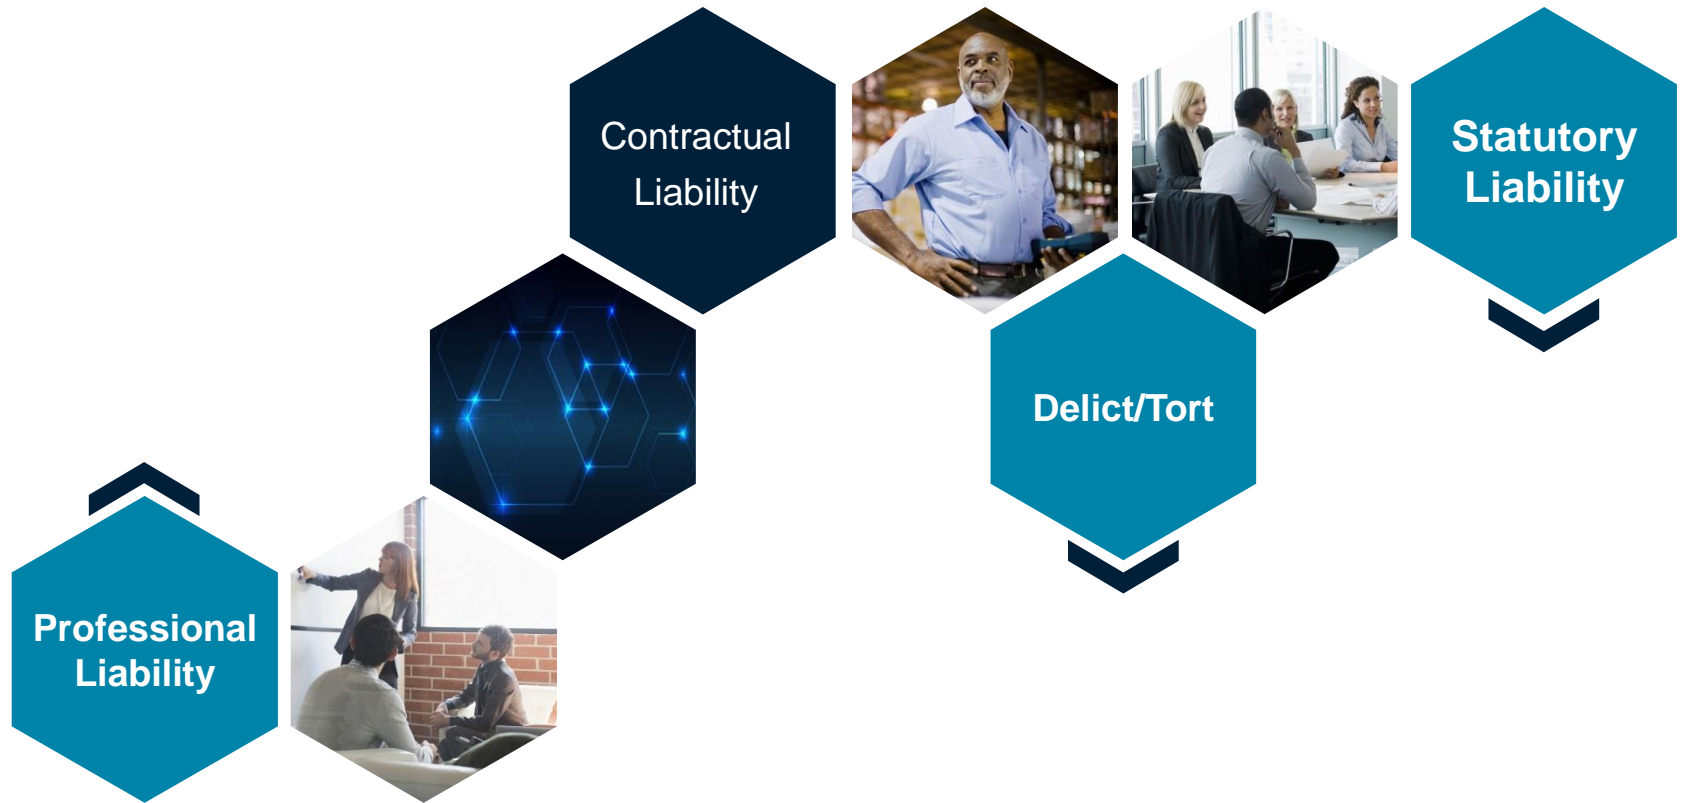 Contractual
Liability
Statutory
Liability
Delict/Tort
Professional
Liability